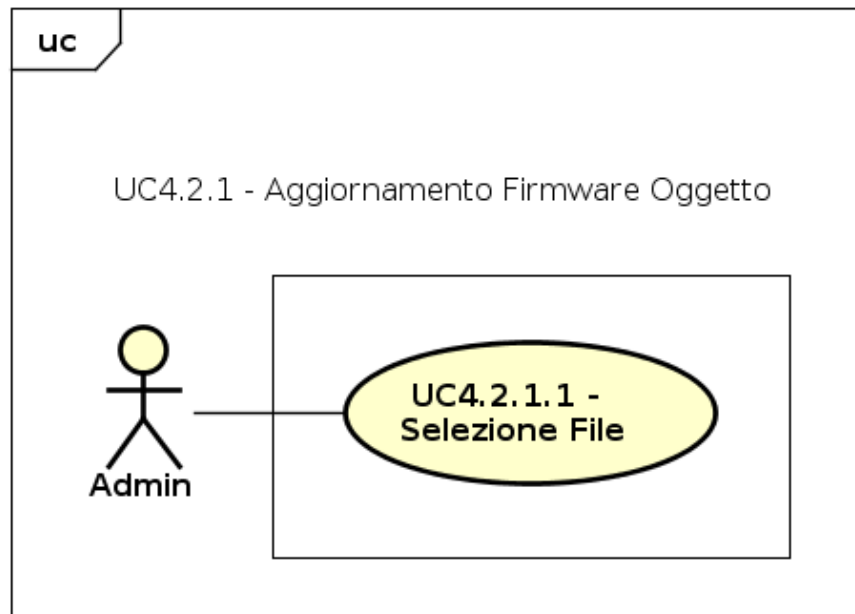 uc
UC4.2.1 - Aggiornamento Firmware Oggetto
UC4.2.1.1 -
Selezione File
Admin